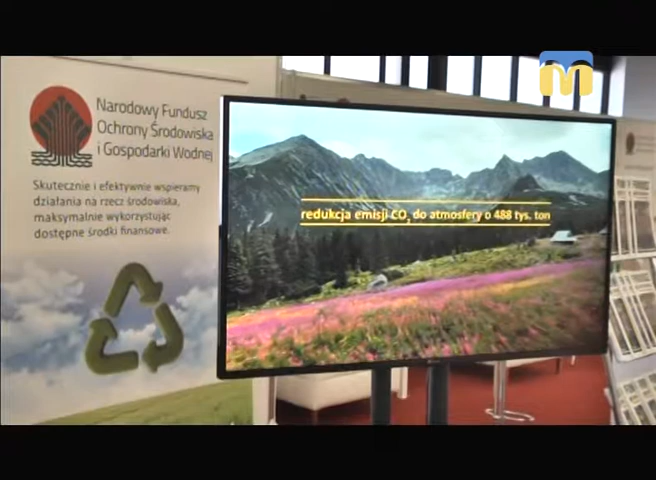 Narodowy Fundusz
Ochrony Środowiska
i Gospodarki Wodnej
Skutecznie i efektywnie wspieramy
działania na rzecz środowiska,
maksymalnie wykorzystując
dostępne środki finansowe.
redukcja emisji CO₂ do atmosfery o 488 tys. ton
m